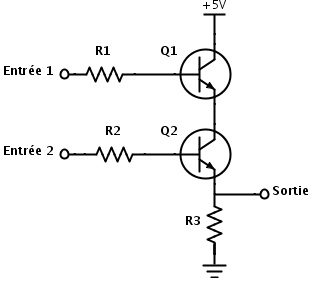 +5V
R1
Q1
Entrée 1
R2
Q2
Entrée 2
Sortie
R3